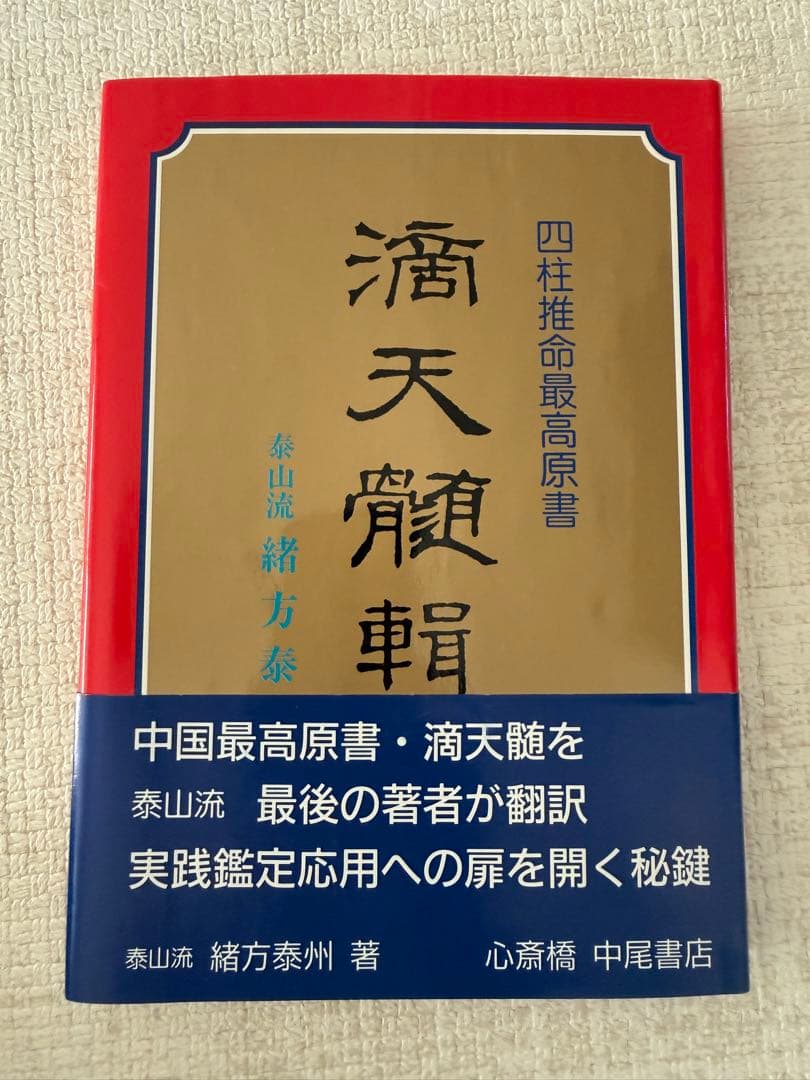 四柱推命最高原書
滴天髄輯
泰山流 緒方泰
中国最高原書・滴天髄を
泰山流 最後の著者が翻訳
実践鑑定応用への扉を開く秘鍵
泰山流 緒方泰州 著 心斎橋 中尾書店